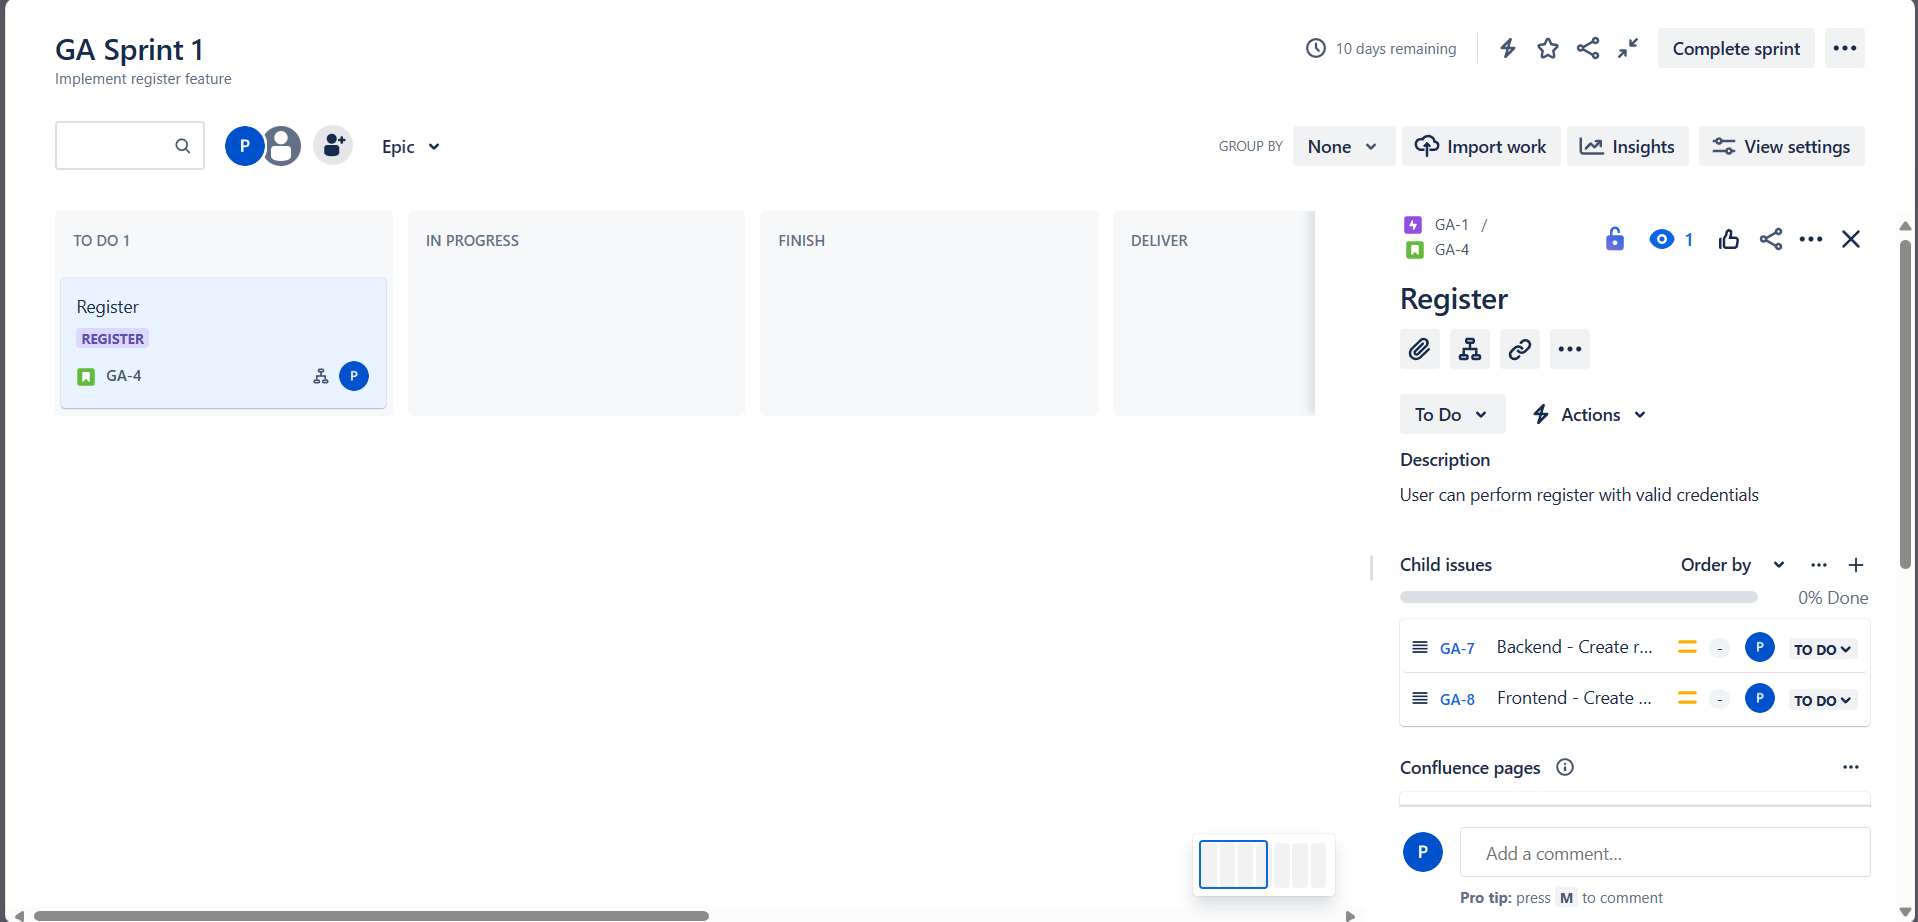 GA Sprint 1
Implement register feature
10 days remaining
Complete sprint
P
Epic
GROUP BY
None
Import work
Insights
View settings
TO DO 1
IN PROGRESS
FINISH
DELIVER
Register
REGISTER
GA-4
P
GA-1 /
GA-4
1
Register
To Do
Actions
Description
User can perform register with valid credentials
Child issues
Order by
0% Done
GA-7 Backend - Create r... - P TO DO
GA-8 Frontend - Create ... - P TO DO
Confluence pages
P
Add a comment...
Pro tip: press M to comment